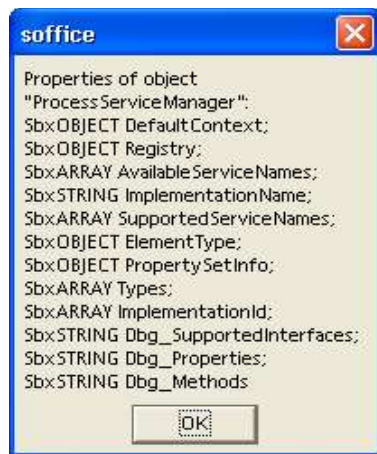 soffice
Properties of object
"ProcessServiceManager":
SbxOBJECT DefaultContext;
SbxOBJECT Registry;
SbxARRAY AvailableServiceNames;
SbxSTRING ImplementationName;
SbxARRAY SupportedServiceNames;
SbxOBJECT ElementType;
SbxOBJECT PropertySetInfo;
SbxARRAY Types;
SbxARRAY ImplementationId;
SbxSTRING Dbg_SupportedInterfaces;
SbxSTRING Dbg_Properties;
SbxSTRING Dbg_Methods
OK